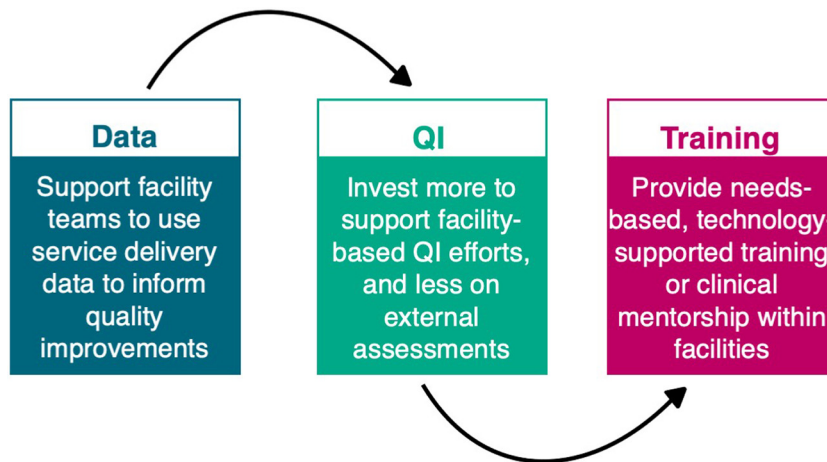 Data
Support facility
teams to use
service delivery
data to inform
quality
improvements
QI
Invest more to
support facility-
based QI efforts,
and less on
external
assessments
Training
Provide needs-
based, technology
supported training
or clinical
mentorship within
facilities